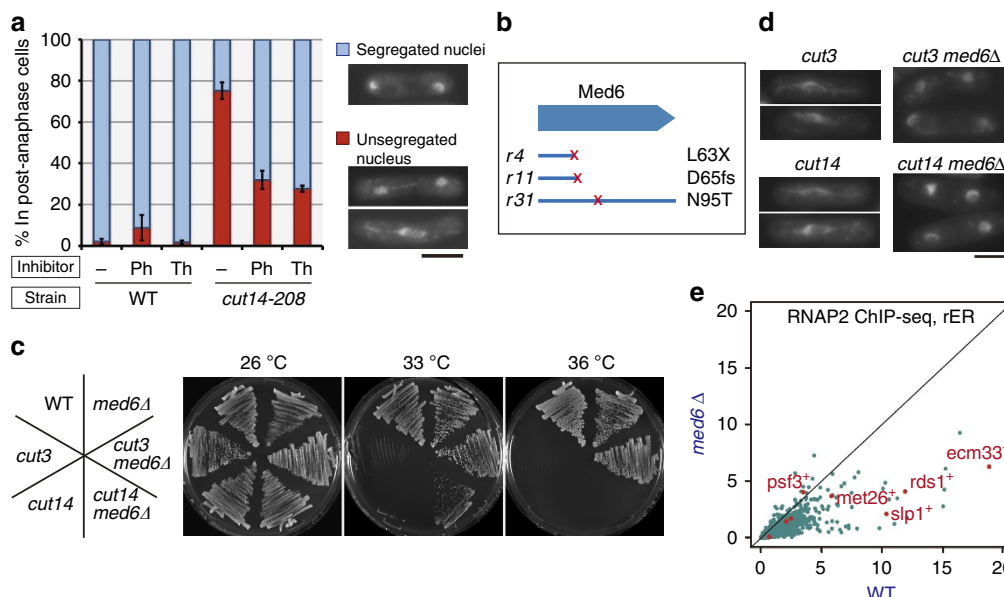 a
100
80
60
40
20
0
% In post-anaphase cells
Segregated nuclei
Unsegregated
nucleus
Inhibitor – Ph Th – Ph Th
Strain WT cut14-208
b
Med6
r4 L63X
r11 D65fs
r31 N95T
c
26 °C 33 °C 36 °C
WT med6Δ
cut3 cut3
med6Δ
cut14 cut14
med6Δ
d
cut3 cut3 med6Δ
cut14 cut14 med6Δ
e
RNAP2 ChIP-seq, rER
20
15
10
5
0
med6 Δ
ecm33+
psf3+
rds1+
met26+
slp1+
0 5 10 15 20
WT